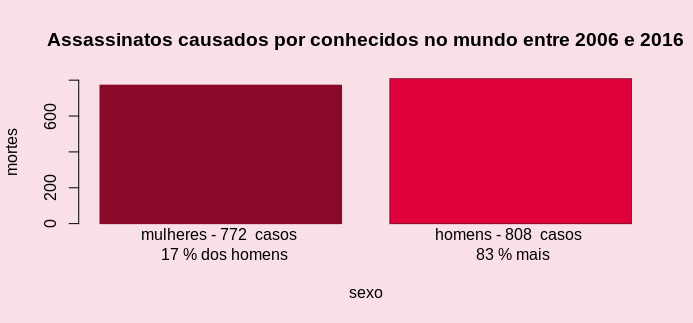 Assassinatos causados por conhecidos no mundo entre 2006 e 2016
mortes
600
200
0
mulheres - 772  casos
17 % dos homens
homens - 808  casos
83 % mais
sexo